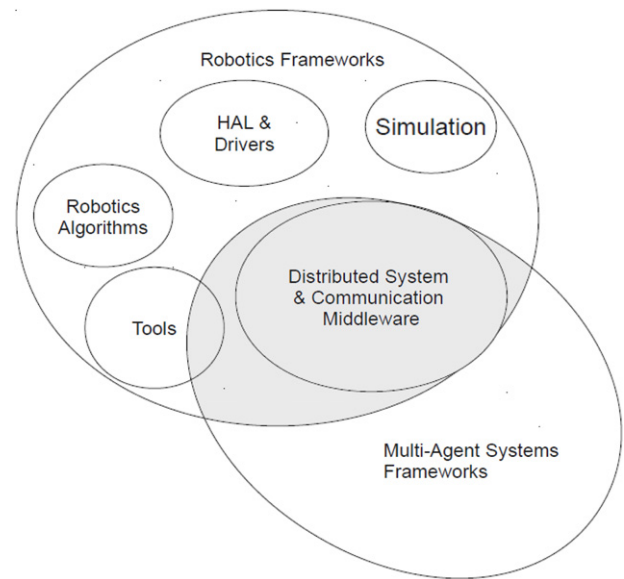 Robotics Frameworks
HAL &
Drivers
Simulation
Robotics
Algorithms
Distributed System
& Communication
Middleware
Tools
Multi-Agent Systems
Frameworks